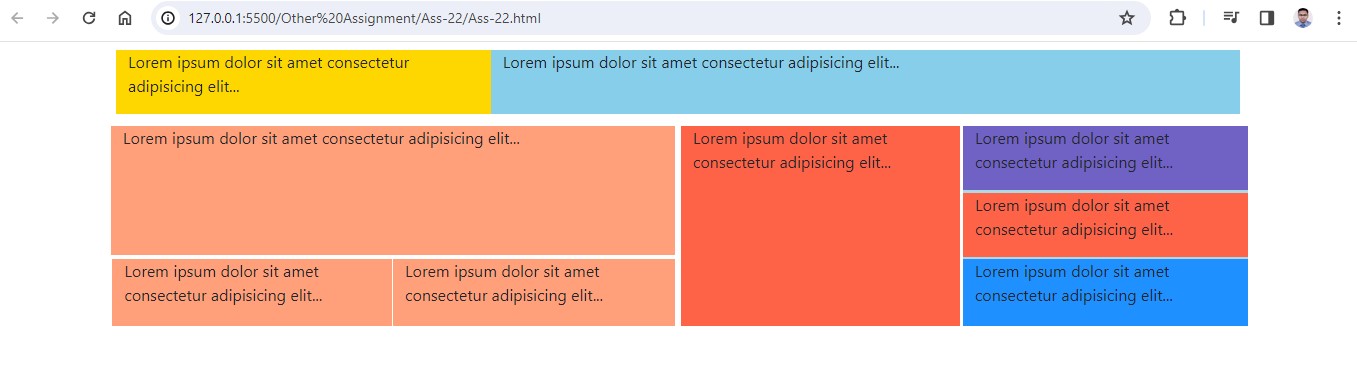 127.0.0.1:5500/Other%20Assignment/Ass-22/Ass-22.html
Lorem ipsum dolor sit amet consectetur
adipisicing elit...
Lorem ipsum dolor sit amet consectetur adipisicing elit...
Lorem ipsum dolor sit amet consectetur adipisicing elit...
Lorem ipsum dolor sit amet
consectetur adipisicing elit...
Lorem ipsum dolor sit amet
consectetur adipisicing elit...
Lorem ipsum dolor sit amet
consectetur adipisicing elit...
Lorem ipsum dolor sit amet
consectetur adipisicing elit...
Lorem ipsum dolor sit amet
consectetur adipisicing elit...
Lorem ipsum dolor sit amet
consectetur adipisicing elit...